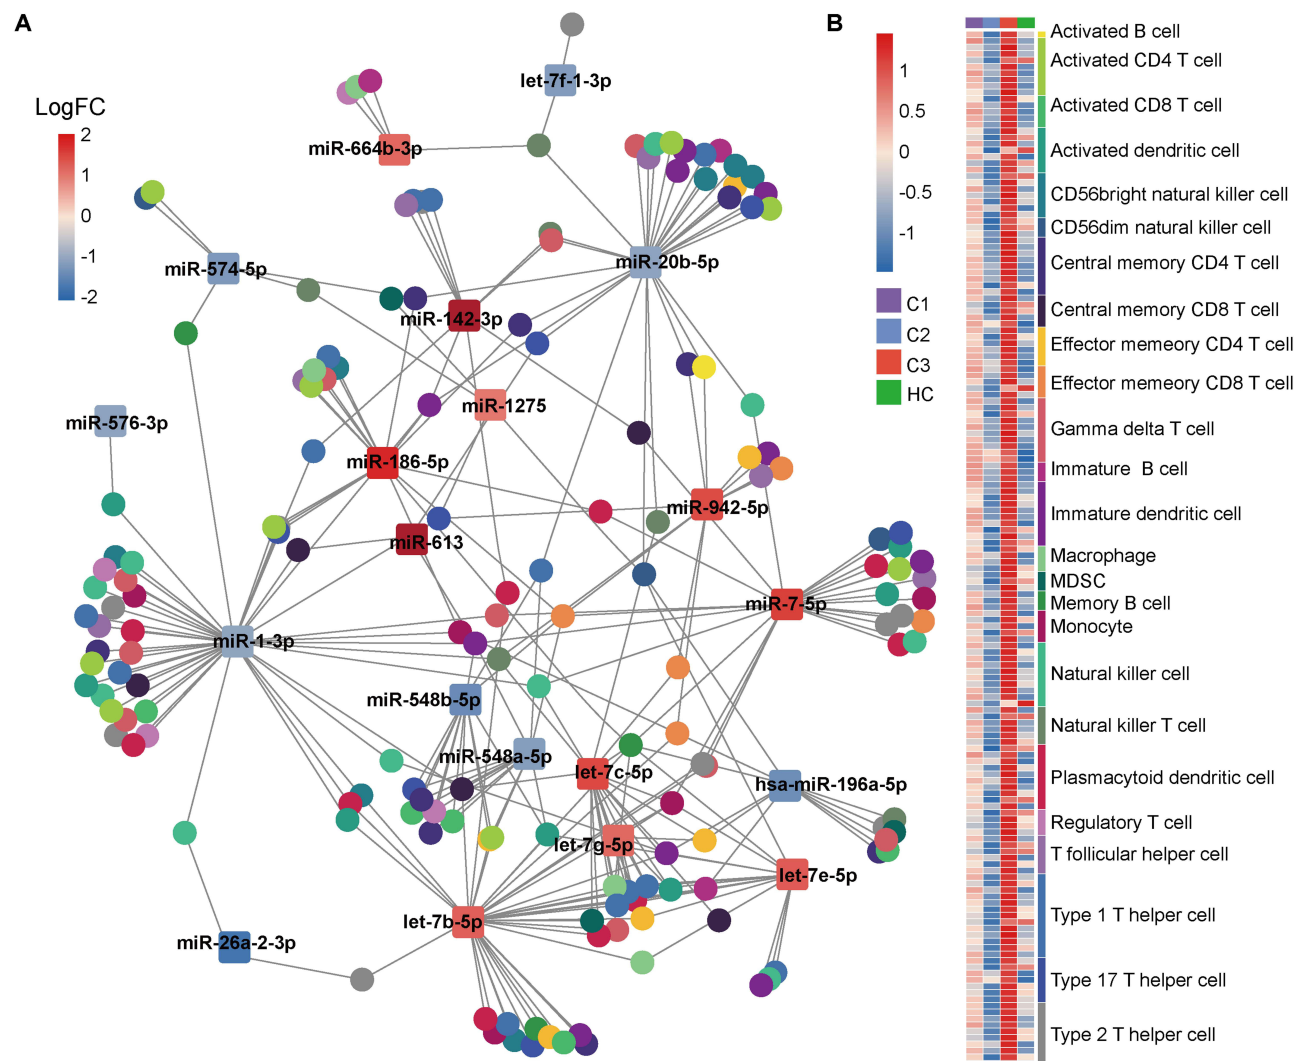 A
B
LogFC
2
1
0
-1
-2
let-7f-1-3p
miR-664b-3p
miR-574-5p
miR-20b-5p
miR-142-3p
miR-1275
miR-576-3p
miR-186-5p
miR-942-5p
miR-613
miR-7-5p
miR-1-3p
miR-548b-5p
miR-548a-5p
let-7c-5p
hsa-miR-196a-5p
let-7g-5p
let-7e-5p
let-7b-5p
miR-26a-2-3p
1
0.5
0
-0.5
-1
C1
C2
C3
HC
Activated B cell
Activated CD4 T cell
Activated CD8 T cell
Activated dendritic cell
CD56bright natural killer cell
CD56dim natural killer cell
Central memory CD4 T cell
Central memory CD8 T cell
Effector memeory CD4 T cell
Effector memeory CD8 T cell
Gamma delta T cell
Immature B cell
Immature dendritic cell
Macrophage
MDSC
Memory B cell
Monocyte
Natural killer cell
Natural killer T cell
Plasmacytoid dendritic cell
Regulatory T cell
T follicular helper cell
Type 1 T helper cell
Type 17 T helper cell
Type 2 T helper cell